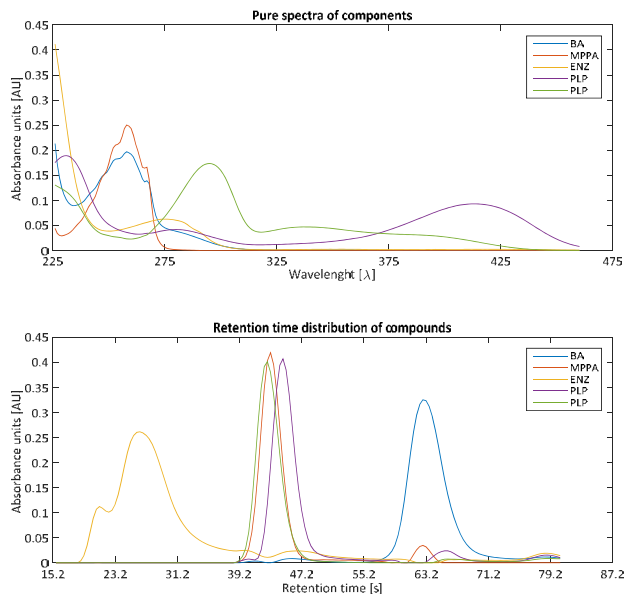 Pure spectra of components
Absorbance units [AU]
0.45
0.4
0.35
0.3
0.25
0.2
0.15
0.1
0.05
0
225 275 325 375 425 475
Wavelenght [λ]
BA
MPPA
ENZ
PLP
PLP
Retention time distribution of compounds
Absorbance units [AU]
0.45
0.4
0.35
0.3
0.25
0.2
0.15
0.1
0.05
0
15.2 23.2 31.2 39.2 47.2 55.2 63.2 71.2 79.2 87.2
Retention time [s]
BA
MPPA
ENZ
PLP
PLP